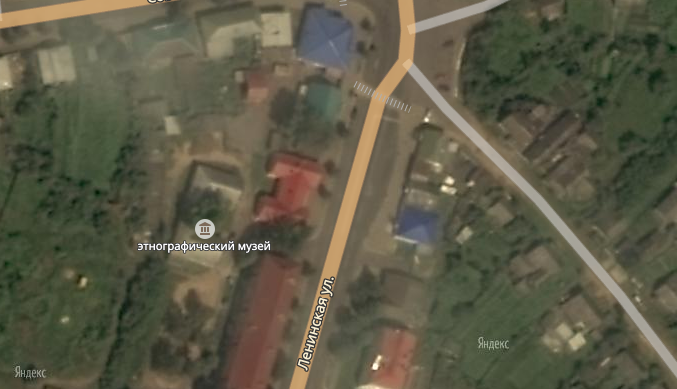 этнографический музей
Ленинская ул.
Яндекс
Яндекс